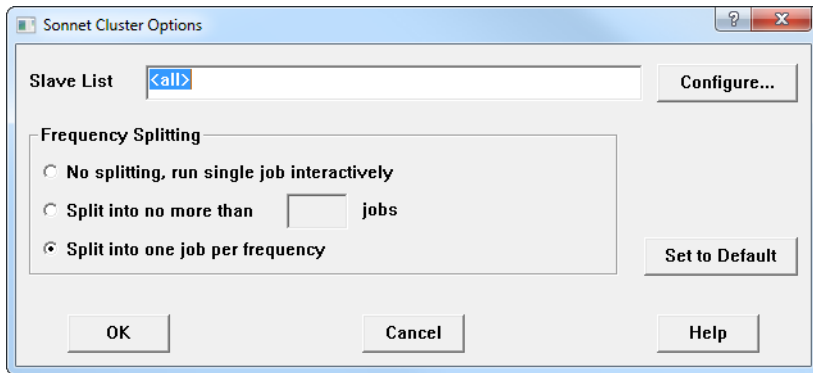 Sonnet Cluster Options
Slave List <all> Configure...
Frequency Splitting
No splitting, run single job interactively
Split into no more than jobs
Split into one job per frequency
Set to Default
OK Cancel Help